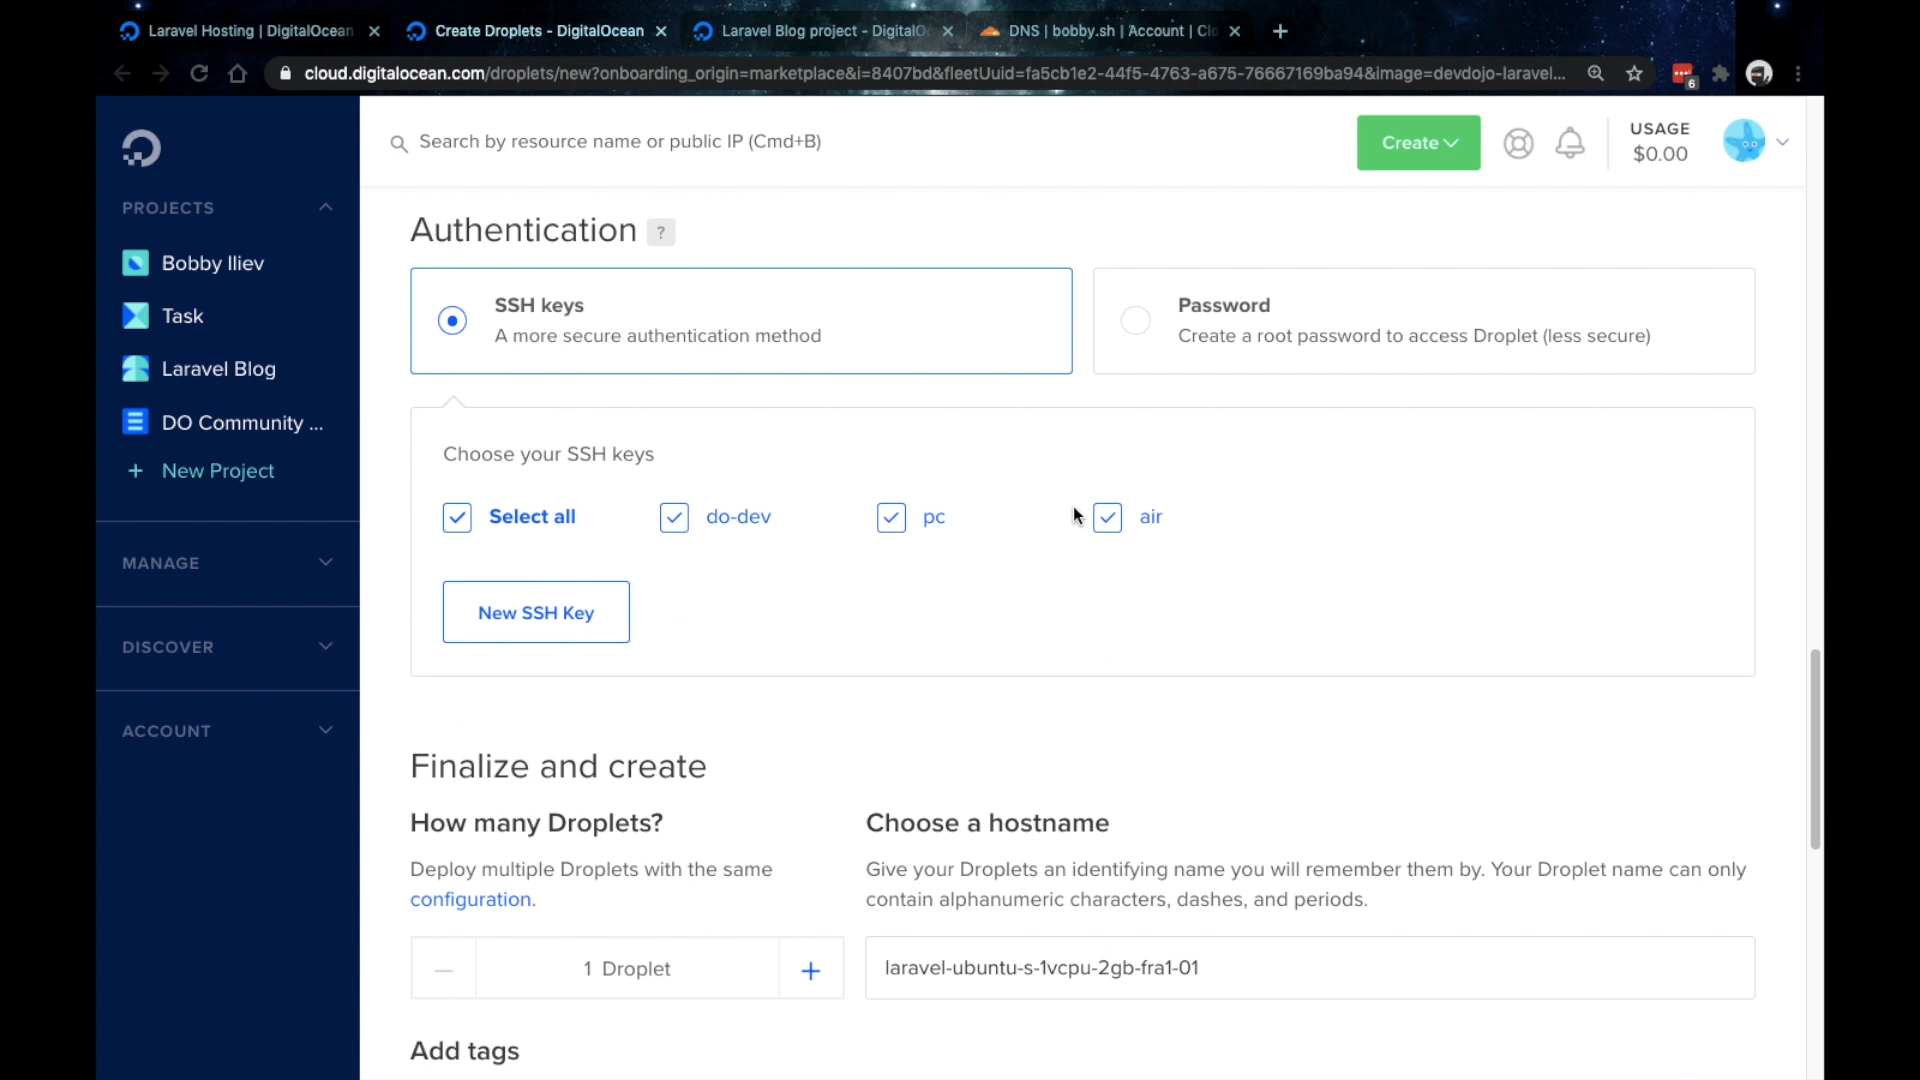 Laravel Hosting | DigitalOcean
Create Droplets - DigitalOcean
Laravel Blog project - DigitalO
DNS | bobby.sh | Account | Clo
cloud.digitalocean.com/droplets/new?onboarding_origin=marketplace&i=8407bd&fleetUuid=fa5cb1e2-44f5-4763-a675-76667169ba94&image=devdojo-laravel...
6
Search by resource name or public IP (Cmd+B)
Create
USAGE
$0.00
PROJECTS
Bobby Iliev
Task
Laravel Blog
DO Community ...
+ New Project
MANAGE
DISCOVER
ACCOUNT
Authentication ?
SSH keys
A more secure authentication method
Password
Create a root password to access Droplet (less secure)
Choose your SSH keys
Select all
do-dev
pc
air
New SSH Key
Finalize and create
How many Droplets?
Deploy multiple Droplets with the same
configuration.
1 Droplet
Choose a hostname
Give your Droplets an identifying name you will remember them by. Your Droplet name can only
contain alphanumeric characters, dashes, and periods.
laravel-ubuntu-s-1vcpu-2gb-fra1-01
Add tags